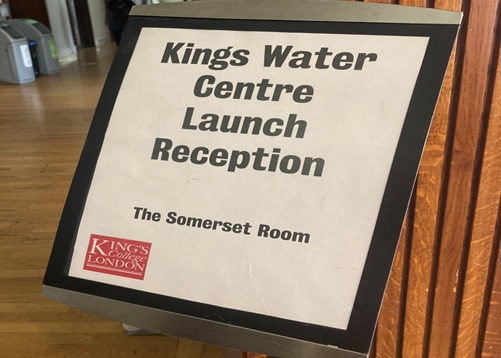 Kings Water
Centre
Launch
Reception
The Somerset Room
KING'S
College
LONDON